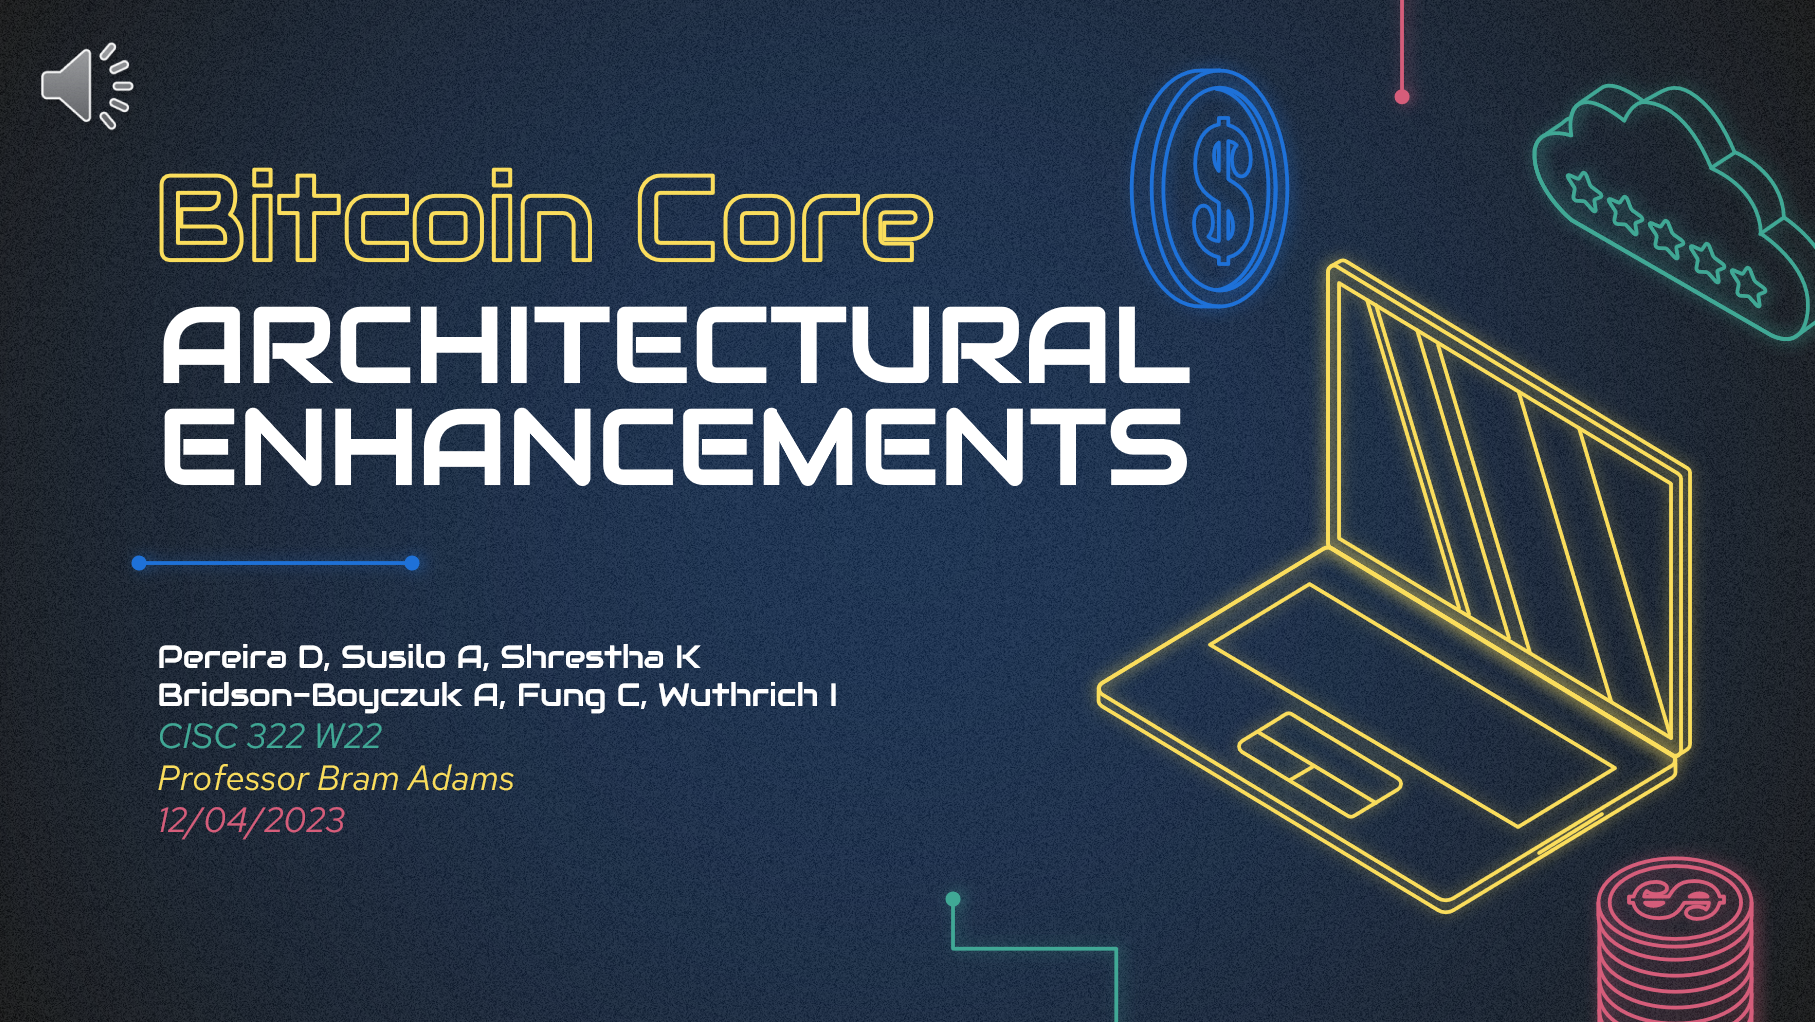 Bitcoin Core
ARCHITECTURAL
ENHANCEMENTS
Pereira D, Susilo A, Shrestha K
Bridson-Boyczuk A, Fung C, Wuthrich I
CISC 322 W22
Professor Bram Adams
12/04/2023